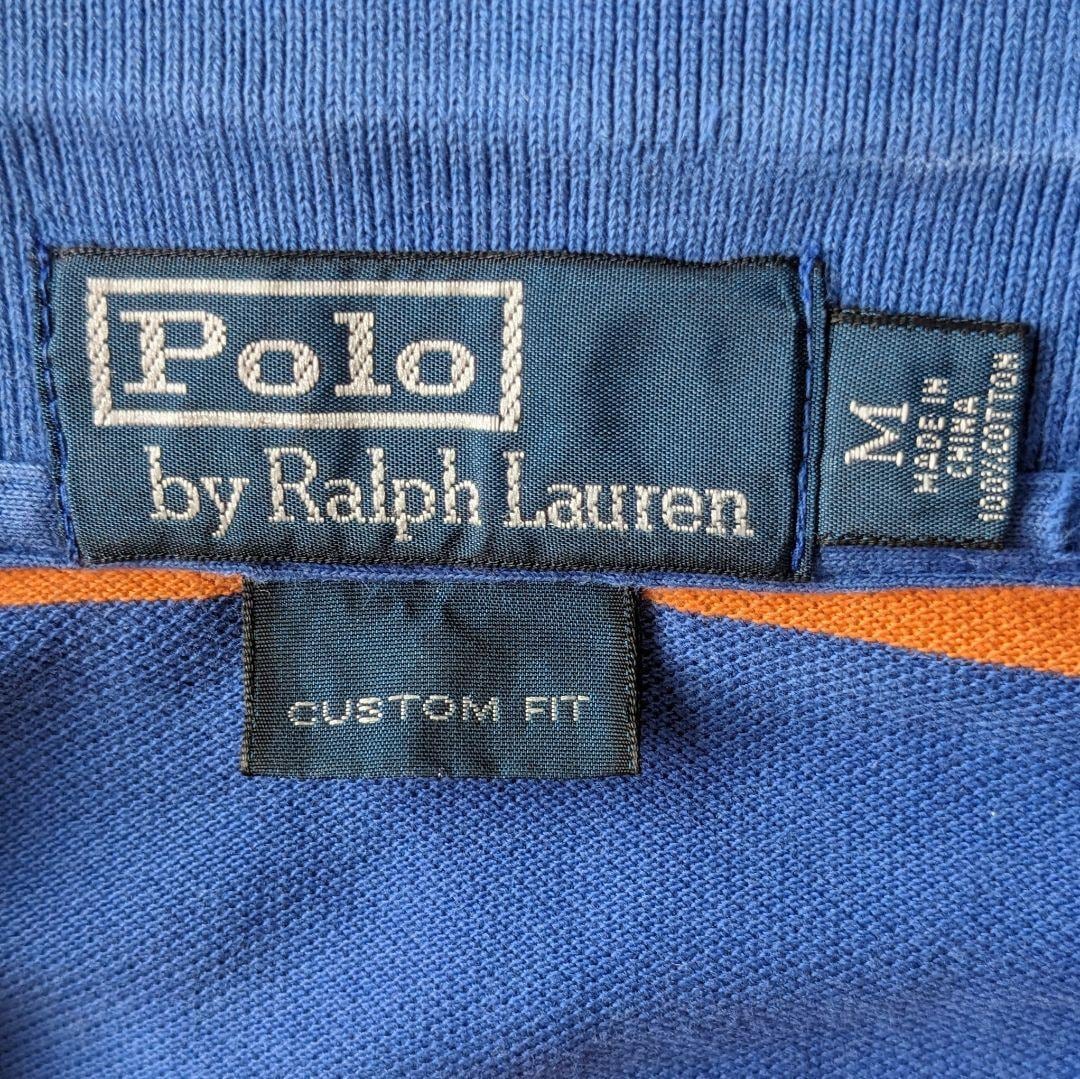 Polo
by Ralph Lauren
M
MADE IN
CHINA
100% COTTON
CUSTOM FIT